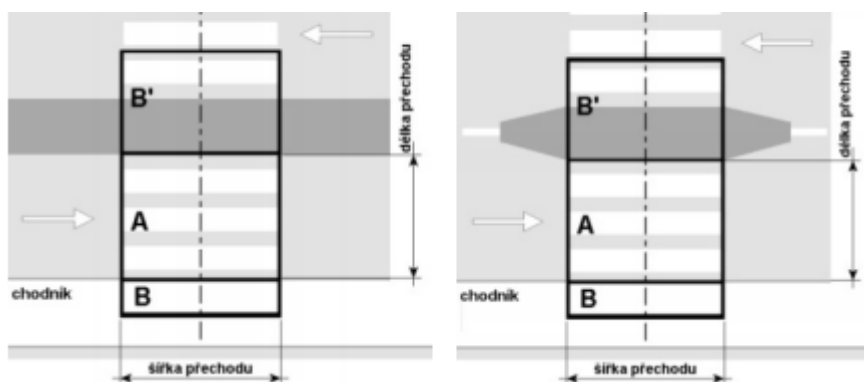 B'
délka přechodu
A
chodník
B
šířka přechodu
B'
délka přechodu
A
chodník
B
šířka přechodu